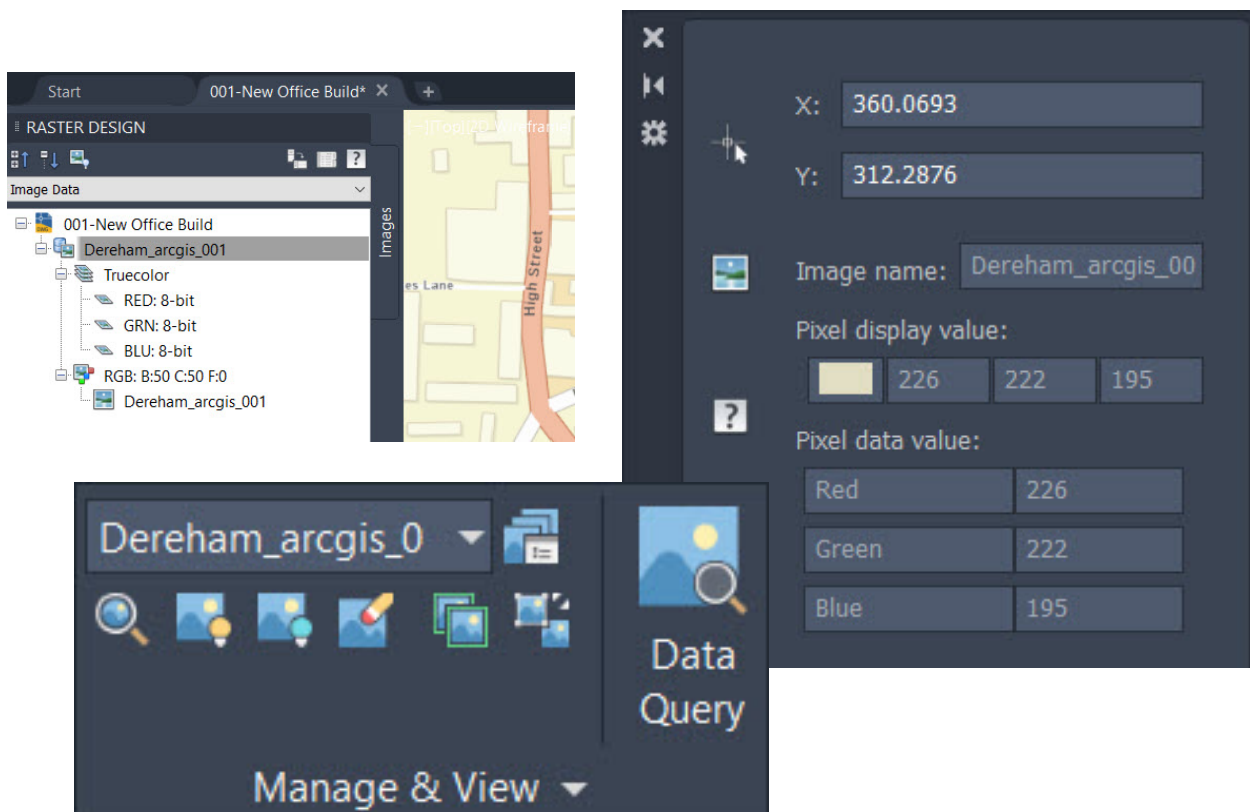 Start
001-New Office Build*
RASTER DESIGN
Image Data
001-New Office Build
Dereham_arcgis_001
Truecolor
RED: 8-bit
GRN: 8-bit
BLU: 8-bit
RGB: B:50 C:50 F:0
Dereham_arcgis_001
Images
[–][Top][2D Wireframe
es Lane
High Street
X: 360.0693
Y: 312.2876
Image name: Dereham_arcgis_00
Pixel display value:
226 222 195
?
Pixel data value:
Red 226
Green 222
Blue 195
Dereham_arcgis_0
Data
Query
Manage & View